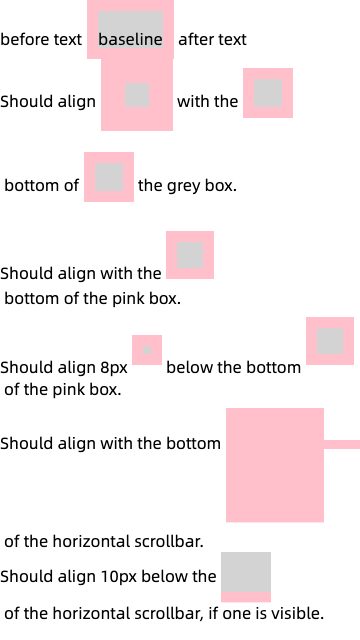 before text baseline after text
Should align with the
bottom of the grey box.
Should align with the
bottom of the pink box.
Should align 8px below the bottom
of the pink box.
Should align with the bottom
of the horizontal scrollbar.
Should align 10px below the
of the horizontal scrollbar, if one is visible.